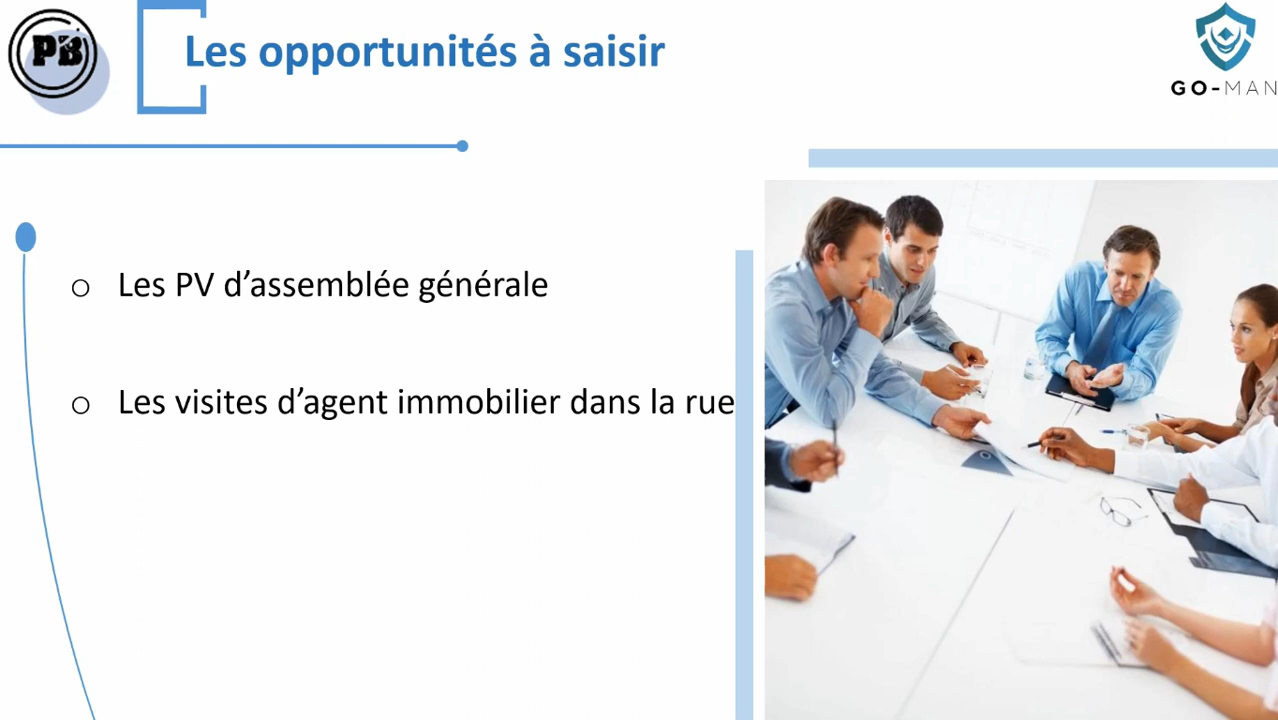 PB
Les opportunités à saisir
GO-MAN
Les PV d’assemblée générale
Les visites d’agent immobilier dans la rue